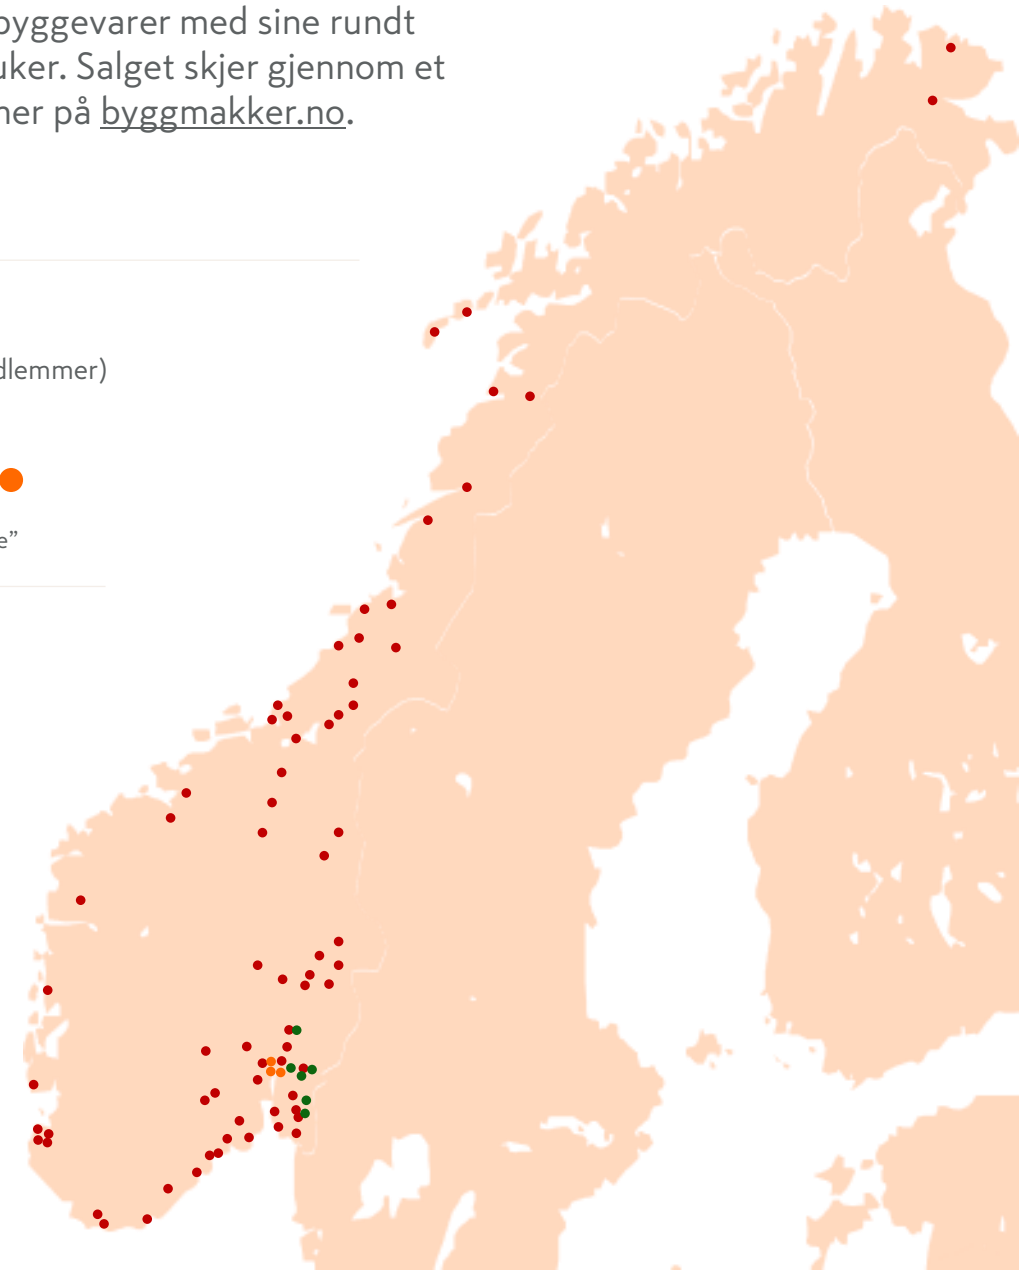 byggevarer med sine rundt
uker. Salget skjer gjennom et
ner på byggmakker.no.
dlemmer)
e”